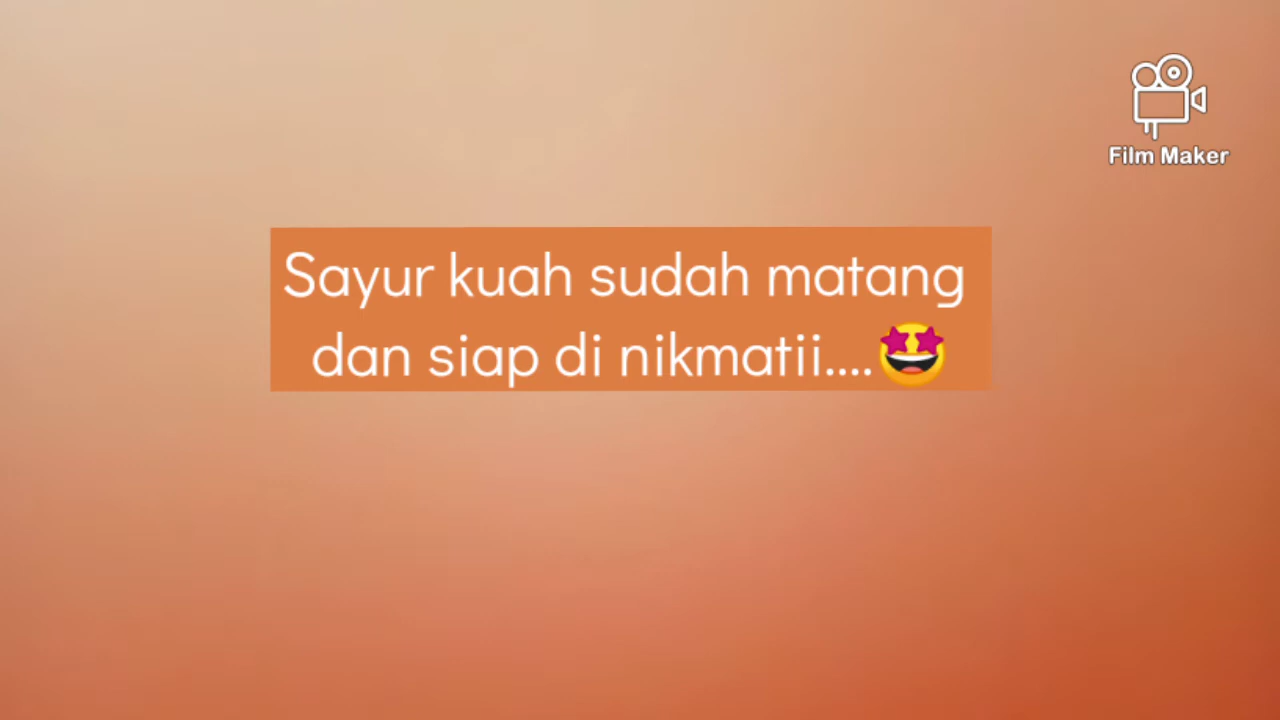 Film Maker
Sayur kuah sudah matang
dan siap di nikmatii....🤩